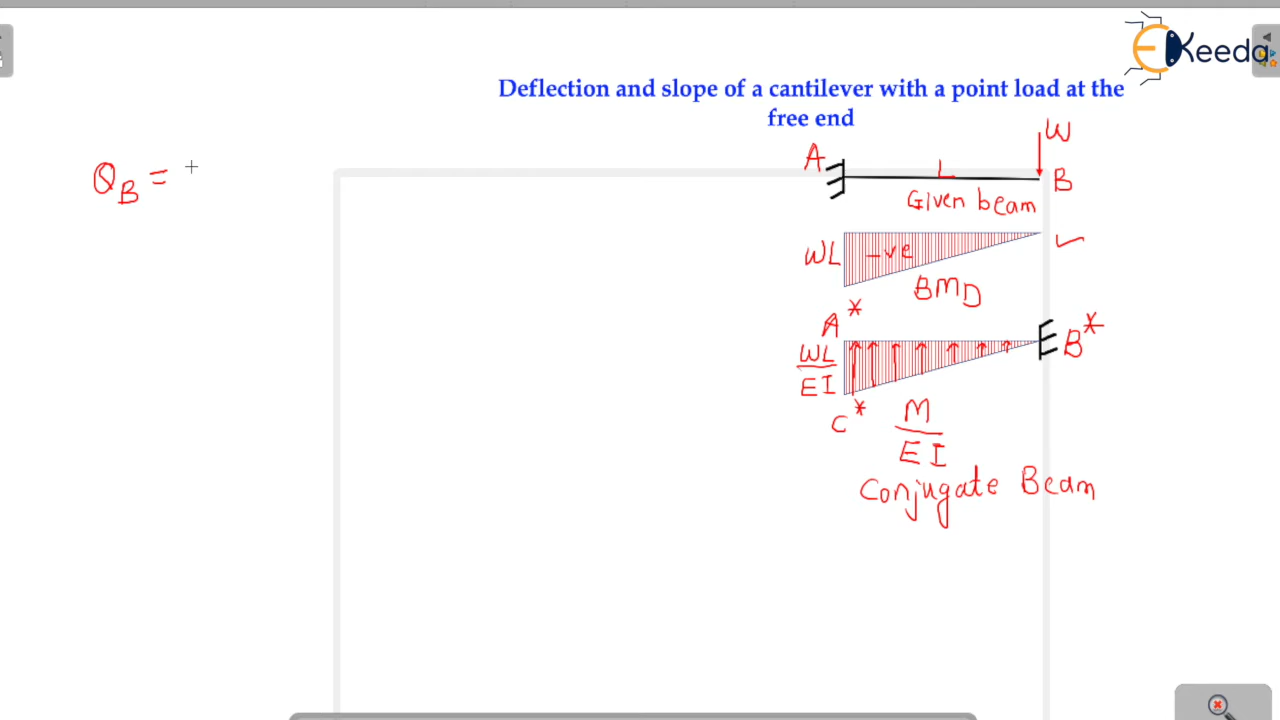 EKeeda
Deflection and slope of a cantilever with a point load at the
free end
W
A
L
B
Given beam
WL
-ve
BMD
A*
B*
WL
EI
C*
M
EI
Conjugate Beam
θB =